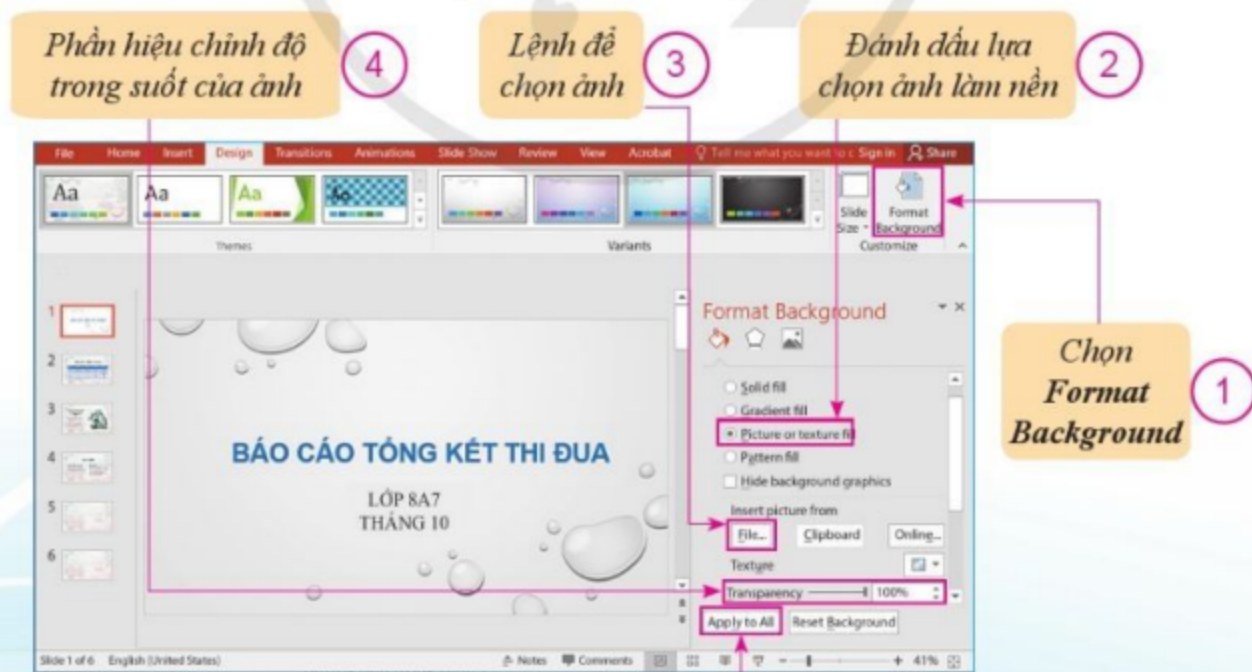 Phần hiệu chỉnh độ
trong suốt của ảnh
4
Lệnh để
chọn ảnh
3
Đánh dấu lựa
chọn ảnh làm nền
2
File Home Insert Design Transitions Animations Slide Show Review View Acrobat Tell me what you want to Sign in Share
Aa Aa Aa Aa
Slide
Size
Format
Background
Themes Variants Customize
Chọn
Format
Background
1
Format Background
Solid fill
Gradient fill
Picture or texture fill
Pattern fill
Hide background graphics
Insert picture from
File... Clipboard Online...
Texture
Transparency 100%
Apply to All Reset Background
1
2
3
4
5
6
BÁO CÁO TỔNG KẾT THI ĐUA
LỚP 8A7
THÁNG 10
Slide 1 of 6 English (United States) Notes Comments 41%